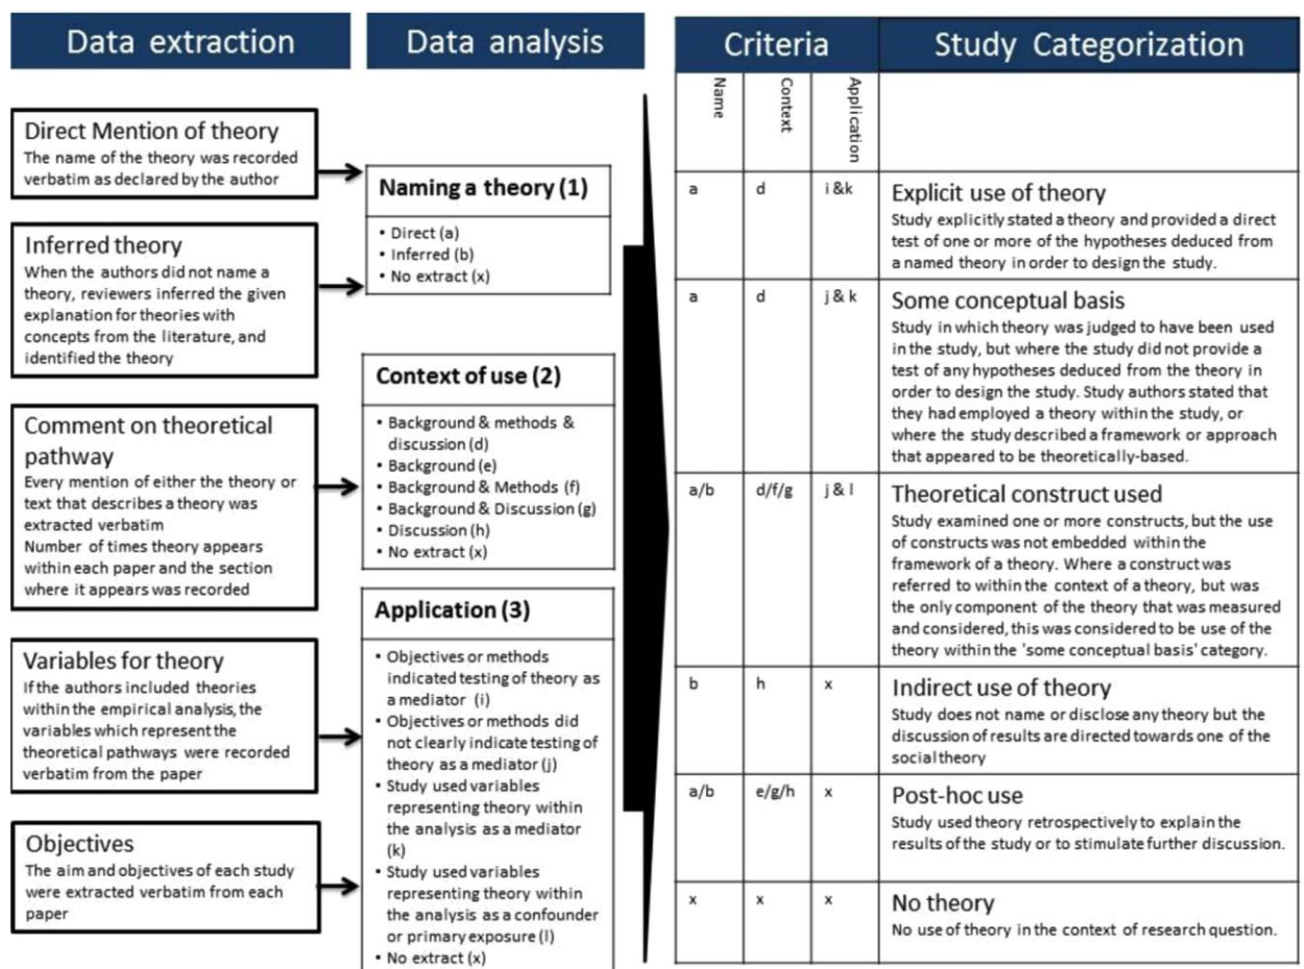 Data extraction
Direct Mention of theory
The name of the theory was recorded
verbatim as declared by the author
Inferred theory
When the authors did not name a
theory, reviewers inferred the given
explanation for theories with
concepts from the literature, and
identified the theory
Comment on theoretical
pathway
Every mention of either the theory or
text that describes a theory was
extracted verbatim
Number of times theory appears
within each paper and the section
where it appears was recorded
Variables for theory
If the authors included theories
within the empirical analysis, the
variables which represent the
theoretical pathways were recorded
verbatim from the paper
Objectives
The aim and objectives of each study
were extracted verbatim from each
paper
Data analysis
Naming a theory (1)
• Direct (a)
• Inferred (b)
• No extract (x)
Context of use (2)
• Background & methods &
discussion (d)
• Background (e)
• Background & Methods (f)
• Background & Discussion (g)
• Discussion (h)
• No extract (x)
Application (3)
• Objectives or methods
indicated testing of theory as
a mediator (i)
• Objectives or methods did
not clearly indicate testing of
theory as a mediator (j)
• Study used variables
representing theory within
the analysis as a mediator
(k)
• Study used variables
representing theory within
the analysis as a confounder
or primary exposure (l)
• No extract (x)
Criteria
Study Categorization
Name
Context
Application
a
d
i &k
Explicit use of theory
Study explicitly stated a theory and provided a direct
test of one or more of the hypotheses deduced from
a named theory in order to design the study.
a
d
j & k
Some conceptual basis
Study in which theory was judged to have been used
in the study, but where the study did not provide a
test of any hypotheses deduced from the theory in
order to design the study. Study authors stated that
they had employed a theory within the study, or
where the study described a framework or approach
that appeared to be theoretically-based.
a/b
d/f/g
j & l
Theoretical construct used
Study examined one or more constructs, but the use
of constructs was not embedded within the
framework of a theory. Where a construct was
referred to within the context of a theory, but was
the only component of the theory that was measured
and considered, this was considered to be use of the
theory within the 'some conceptual basis' category.
b
h
x
Indirect use of theory
Study does not name or disclose any theory but the
discussion of results are directed towards one of the
social theory
a/b
e/g/h
x
Post-hoc use
Study used theory retrospectively to explain the
results of the study or to stimulate further discussion.
x
x
x
No theory
No use of theory in the context of research question.